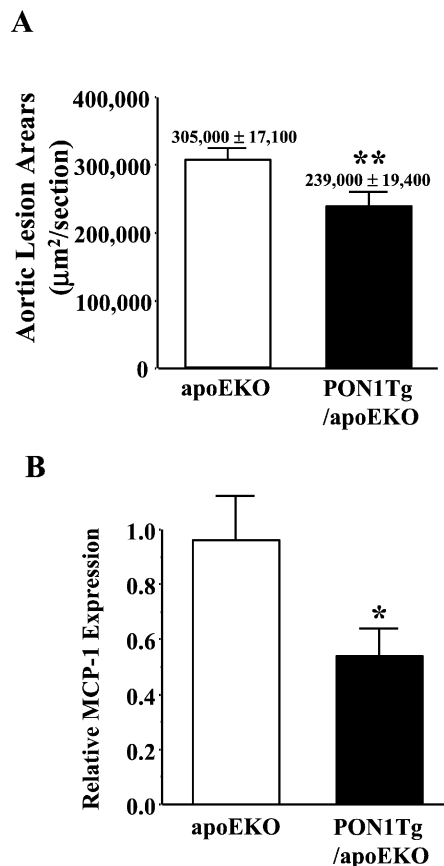 A
Aortic Lesion Arears
(μm²/section)
400,000
300,000
200,000
100,000
0
305,000 ± 17,100
**
239,000 ± 19,400
apoEKO
PON1Tg
/apoEKO
B
Relative MCP-1 Expression
1.0
0.8
0.6
0.4
0.2
0.0
*
apoEKO
PON1Tg
/apoEKO